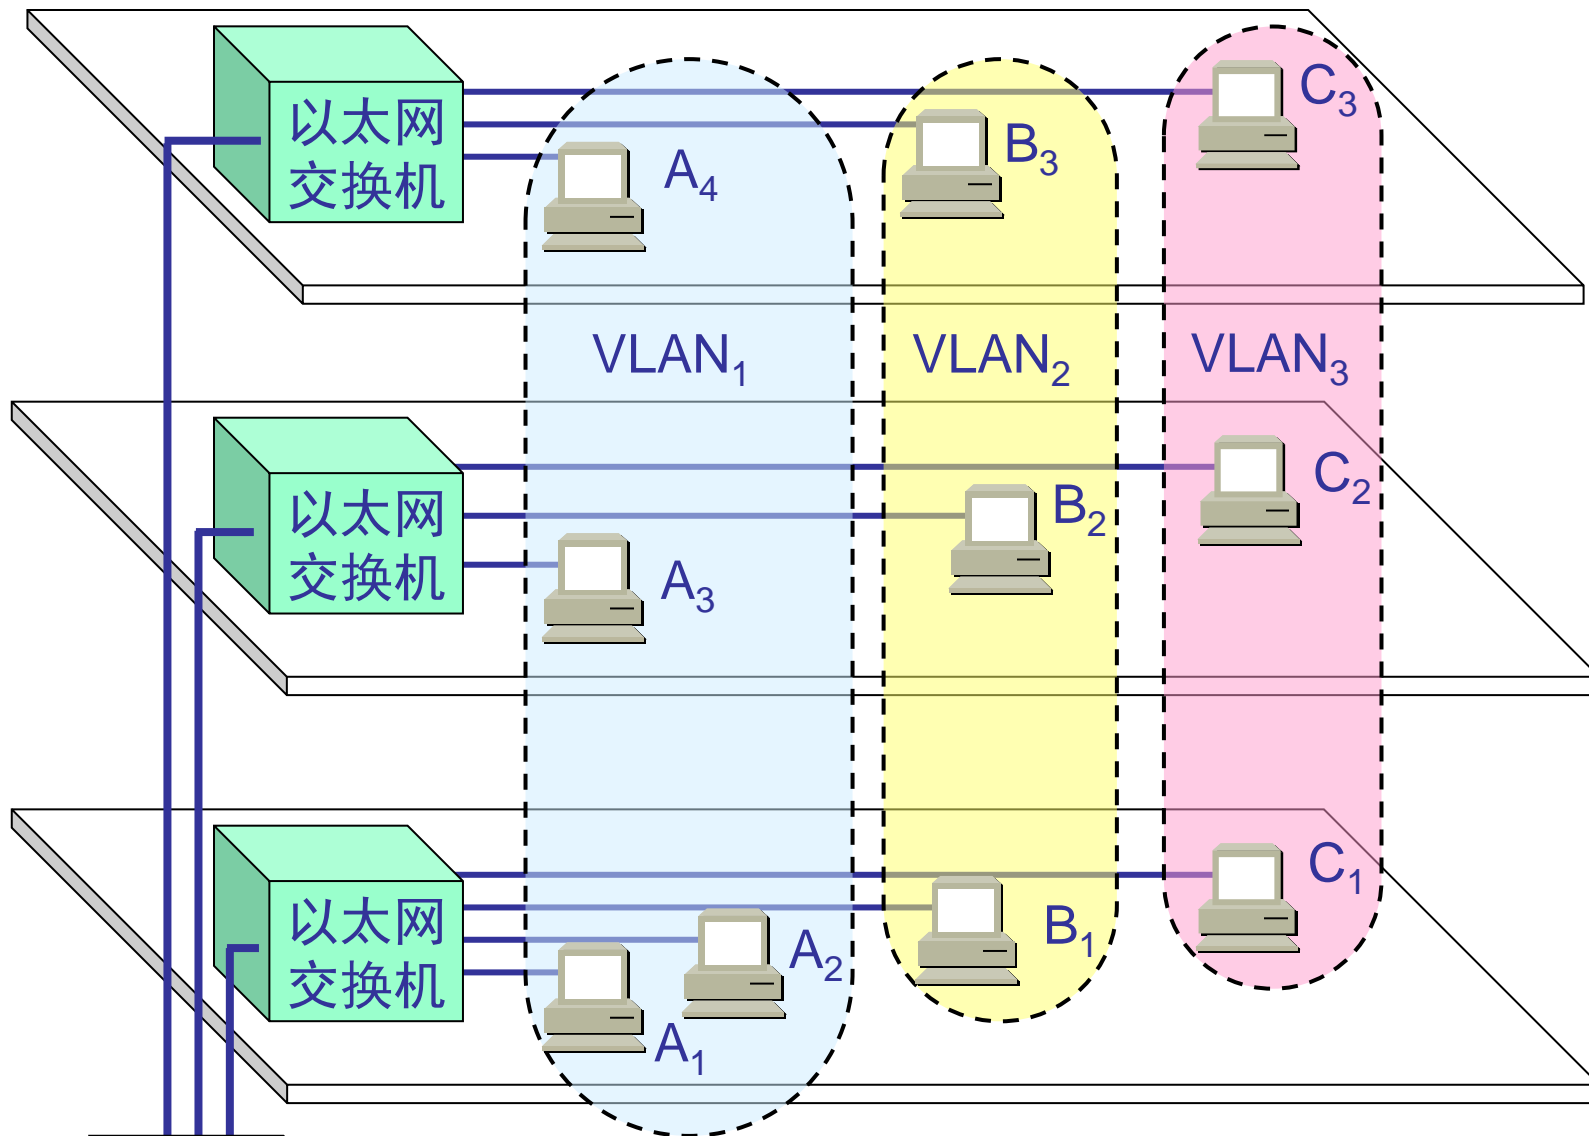 以太网
交换机
A₄
B₃
C₃
VLAN₁
VLAN₂
VLAN₃
以太网
交换机
A₃
B₂
C₂
以太网
交换机
A₁
A₂
B₁
C₁